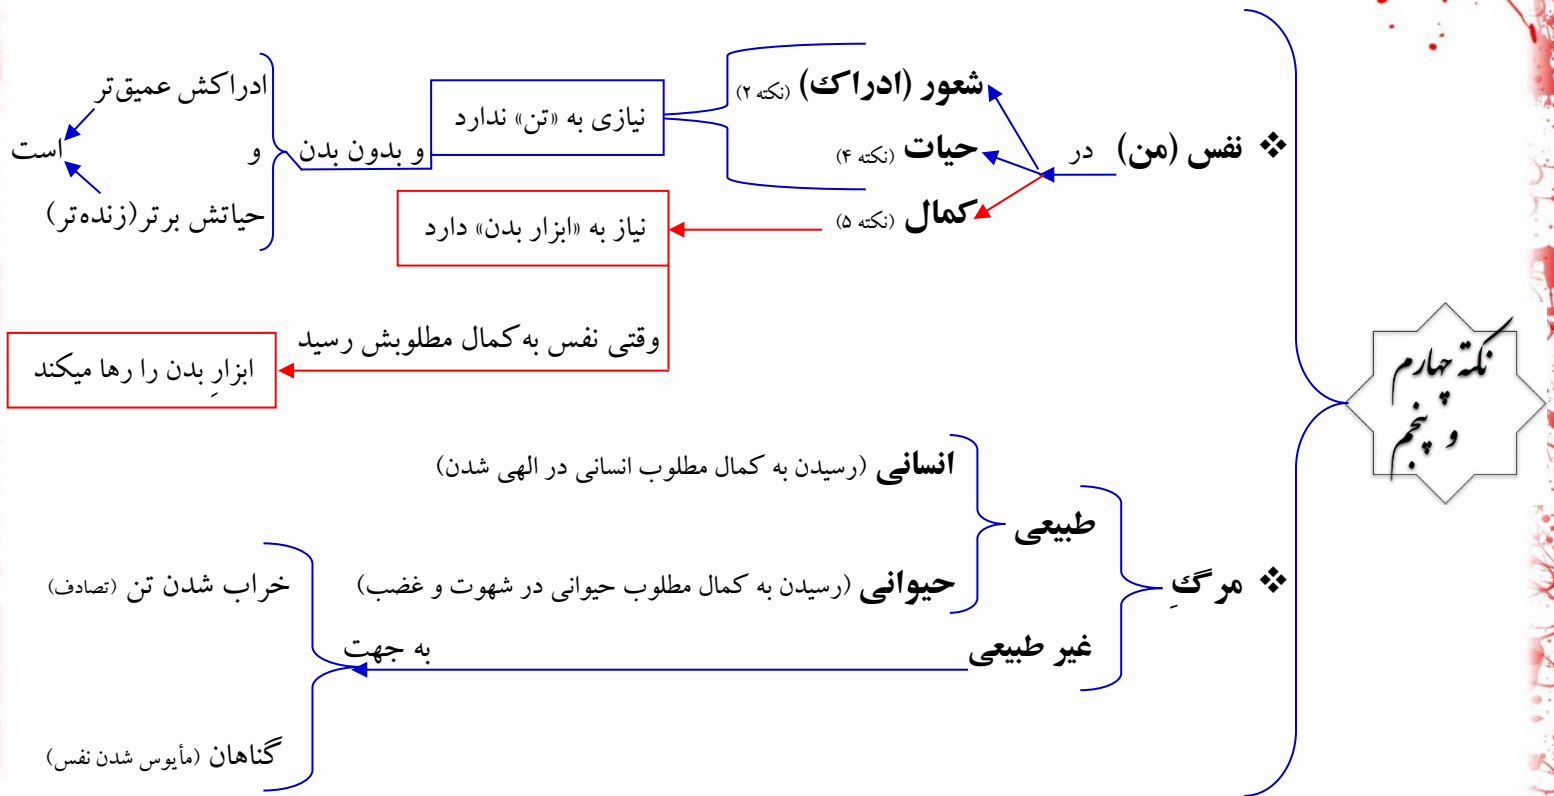 نکته چهارم
و پنجم
❖ نفس (من) در
شعور (ادراک) (نکته ۲)
حیات (نکته ۴)
نیازی به «تن» ندارد
و بدون بدن
ادراکش عمیق‌تر
و
حیاتش برتر(زنده‌تر)
است
کمال (نکته ۵)
نیاز به «ابزار بدن» دارد
وقتی نفس به کمال مطلوبش رسید
ابزارِ بدن را رها میکند
❖ مرگِ
طبیعی
انسانی (رسیدن به کمال مطلوب انسانی در الهی شدن)
حیوانی (رسیدن به کمال مطلوب حیوانی در شهوت و غضب)
غیر طبیعی
به جهت
خراب شدن تن (تصادف)
گناهان (مأیوس شدن نفس)